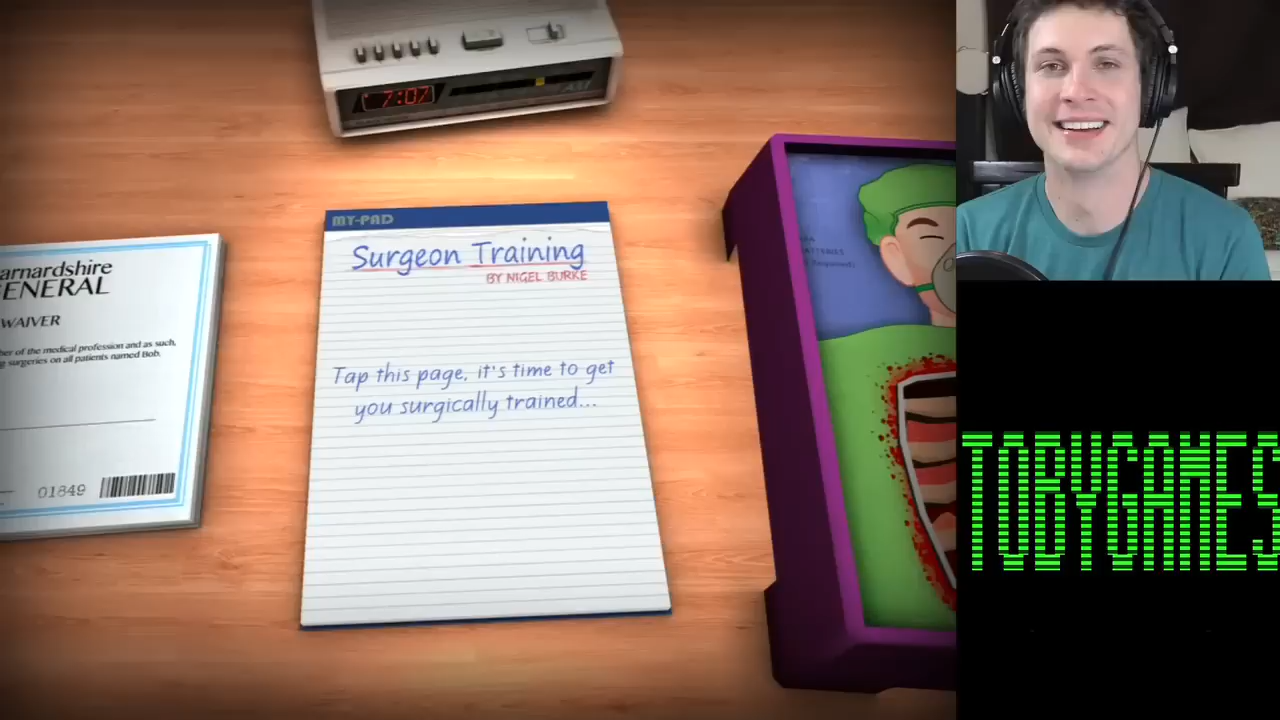 7:07
MY-PAD
Surgeon Training
BY NIGEL BURKE
Tap this page, it's time to get
you surgically trained...
arnardshire
GENERAL
WAIVER
ber of the medical profession and as such,
g surgeries on all patients named Bob.
01849
BATTERIES
TOBYGAMES